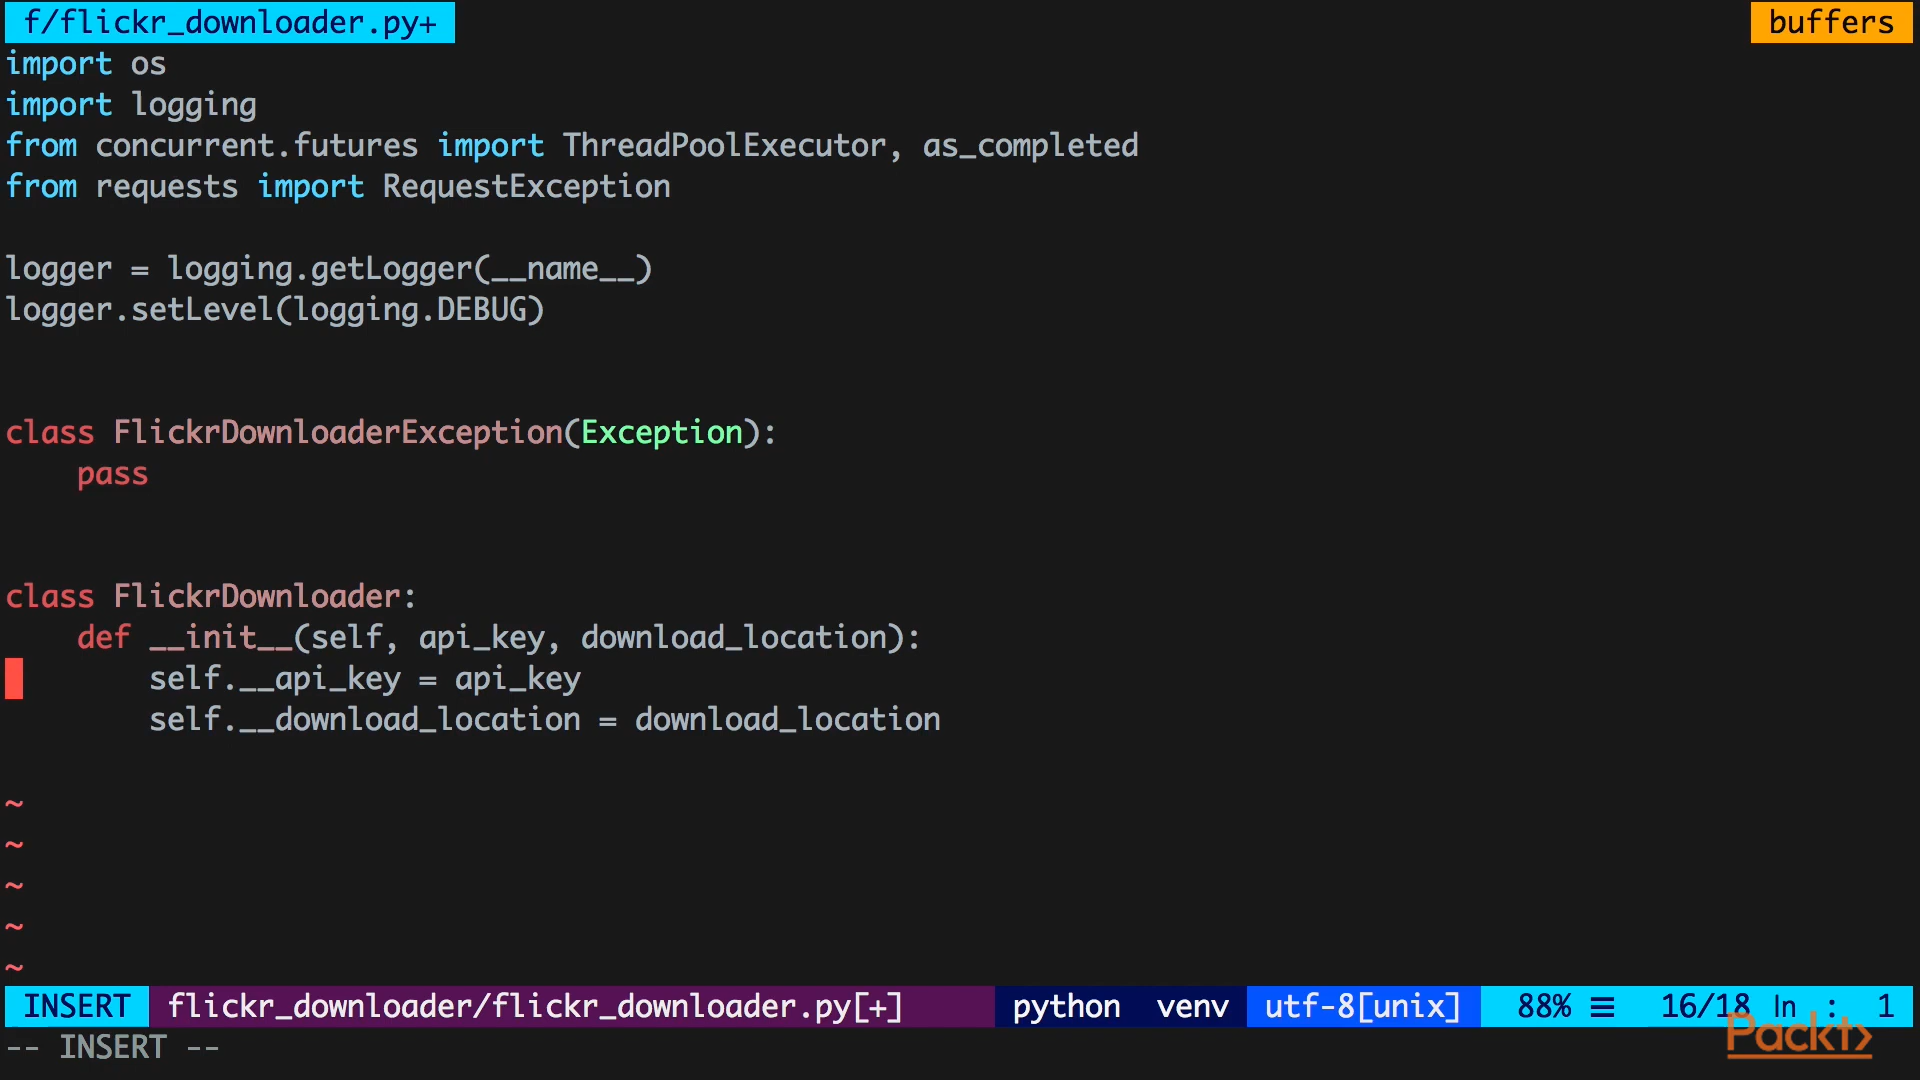 f/flickr_downloader.py+ buffers
import os
import logging
from concurrent.futures import ThreadPoolExecutor, as_completed
from requests import RequestException
logger = logging.getLogger(__name__)
logger.setLevel(logging.DEBUG)
class FlickrDownloaderException(Exception):
    pass
class FlickrDownloader:
    def __init__(self, api_key, download_location):
        self.__api_key = api_key
        self.__download_location = download_location
~
~
~
~
~
INSERT flickr_downloader/flickr_downloader.py[+] python venv utf-8[unix] 88% ☰ 16/18 ln : 1
-- INSERT --
Packt>